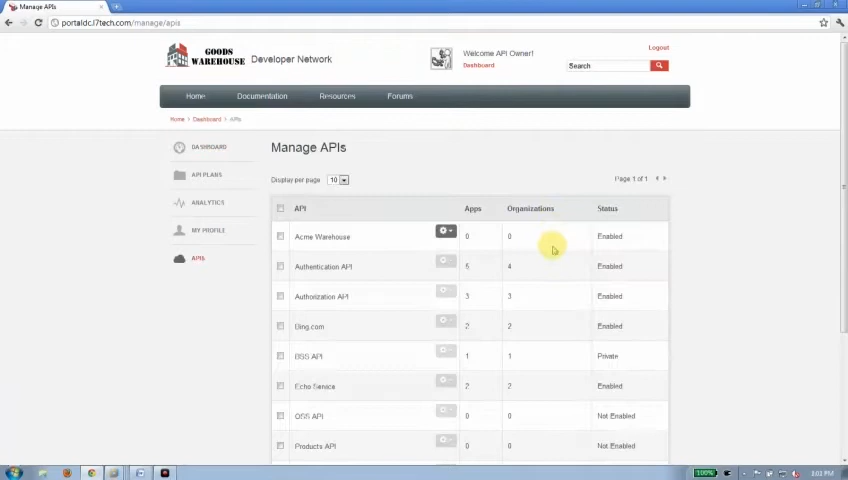 Manage APIs
portaldc.l7tech.com/manage/apis
Logout
GOODS
WAREHOUSE
Developer Network
Welcome API Owner!
Dashboard
Search
Home
Documentation
Resources
Forums
Home > Dashboard > APIs
DASHBOARD
API PLANS
ANALYTICS
MY PROFILE
APIS
Manage APIs
Display per page 10
Page 1 of 1
API Apps Organizations Status
Acme Warehouse 0 0 Enabled
Authentication API 5 4 Enabled
Authorization API 3 3 Enabled
Bing.com 2 2 Enabled
BSS API 1 1 Private
Echo Service 2 2 Enabled
OSS API 0 0 Not Enabled
Products API 0 0 Not Enabled
100%
3:03 PM